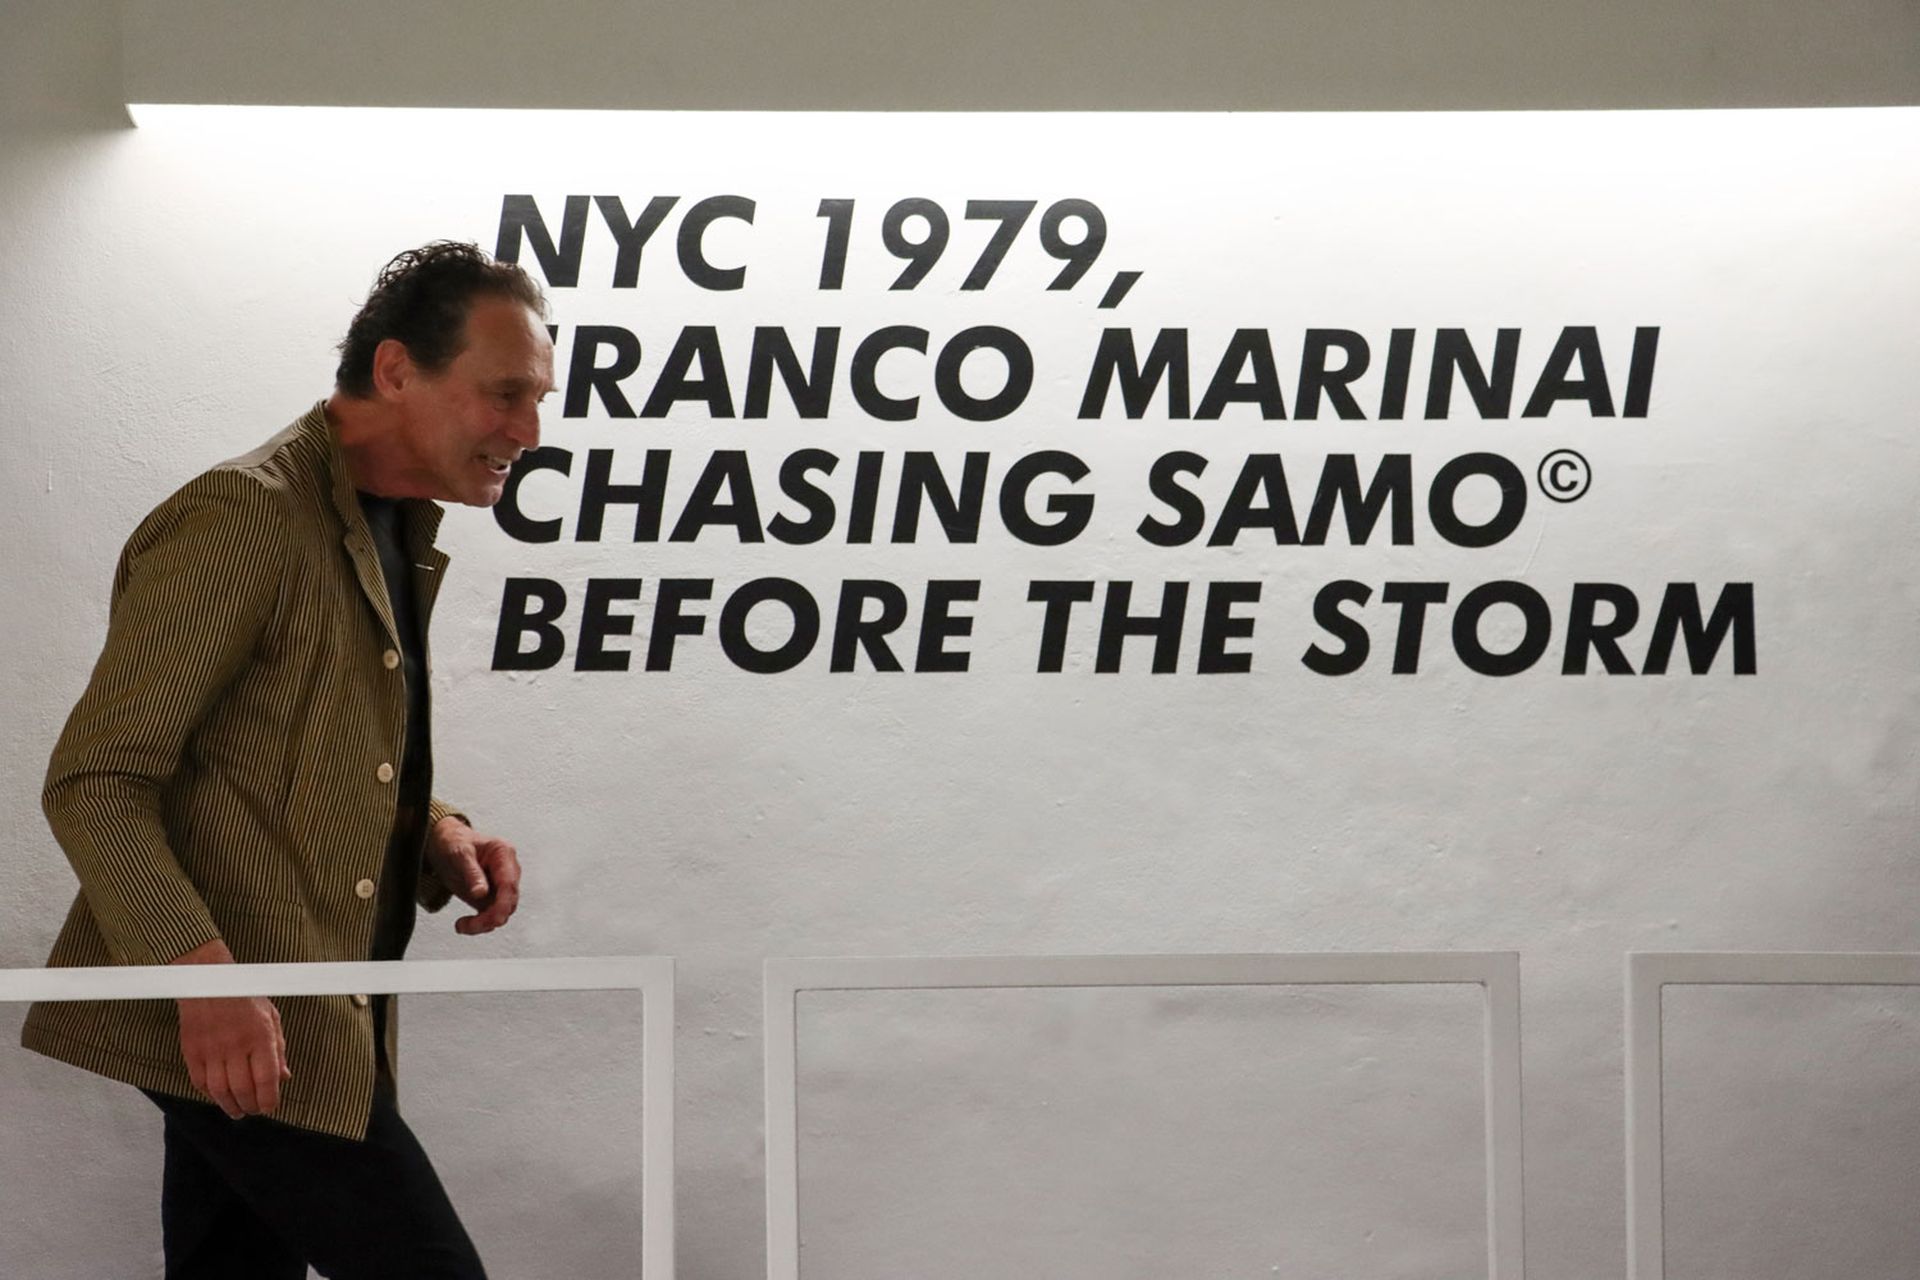 NYC 1979,
FRANCO MARINAI
CHASING SAMO©
BEFORE THE STORM